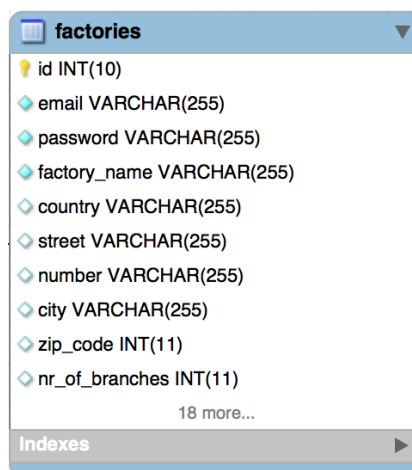 factories
id INT(10)
email VARCHAR(255)
password VARCHAR(255)
factory_name VARCHAR(255)
country VARCHAR(255)
street VARCHAR(255)
number VARCHAR(255)
city VARCHAR(255)
zip_code INT(11)
nr_of_branches INT(11)
18 more...
Indexes